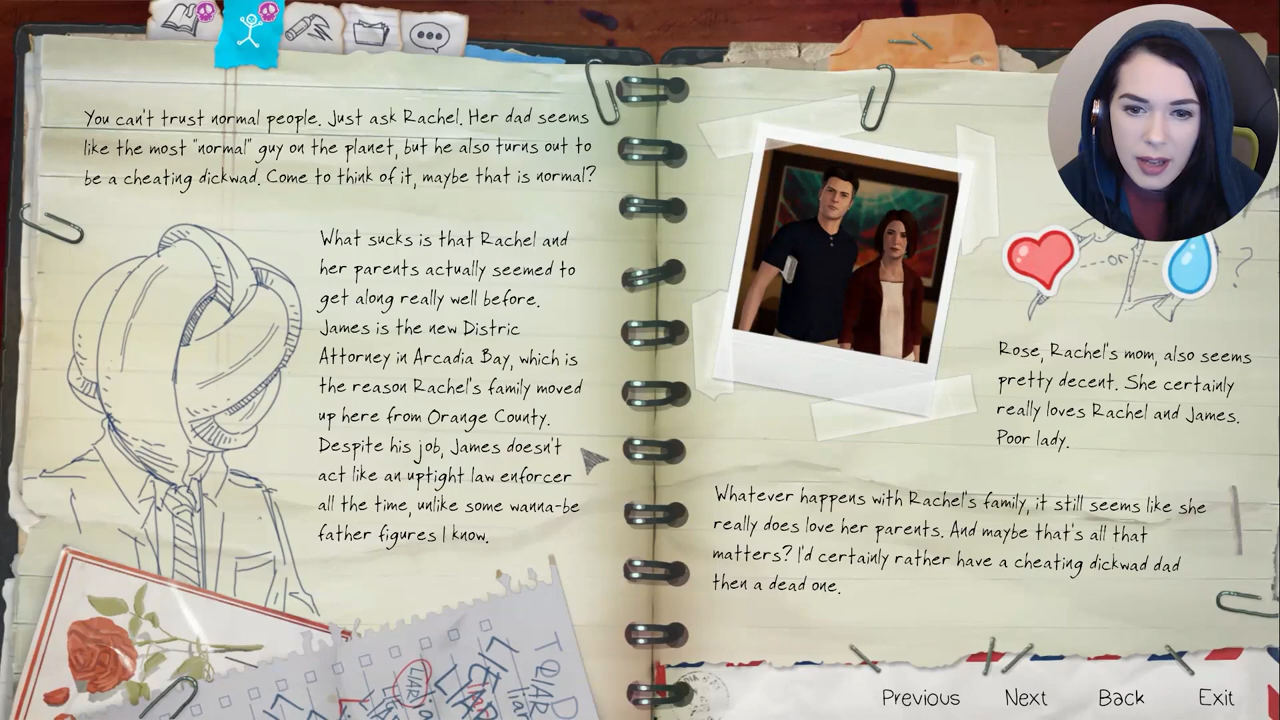 You can't trust normal people. Just ask Rachel. Her dad seems
like the most "normal" guy on the planet, but he also turns out to
be a cheating dickwad. Come to think of it, maybe that is normal?
What sucks is that Rachel and
her parents actually seemed to
get along really well before.
James is the new Distric
Attorney in Arcadia Bay, which is
the reason Rachel's family moved
up here from Orange County.
Despite his job, James doesn't
act like an uptight law enforcer
all the time, unlike some wanna-be
father figures I know.
TRIAD
liar
LIAR
-or-
?
Rose, Rachel's mom, also seems
pretty decent. She certainly
really loves Rachel and James.
Poor lady.
Whatever happens with Rachel's family, it still seems like she
really does love her parents. And maybe that's all that
matters? I'd certainly rather have a cheating dickwad dad
then a dead one.
Previous Next Back Exit